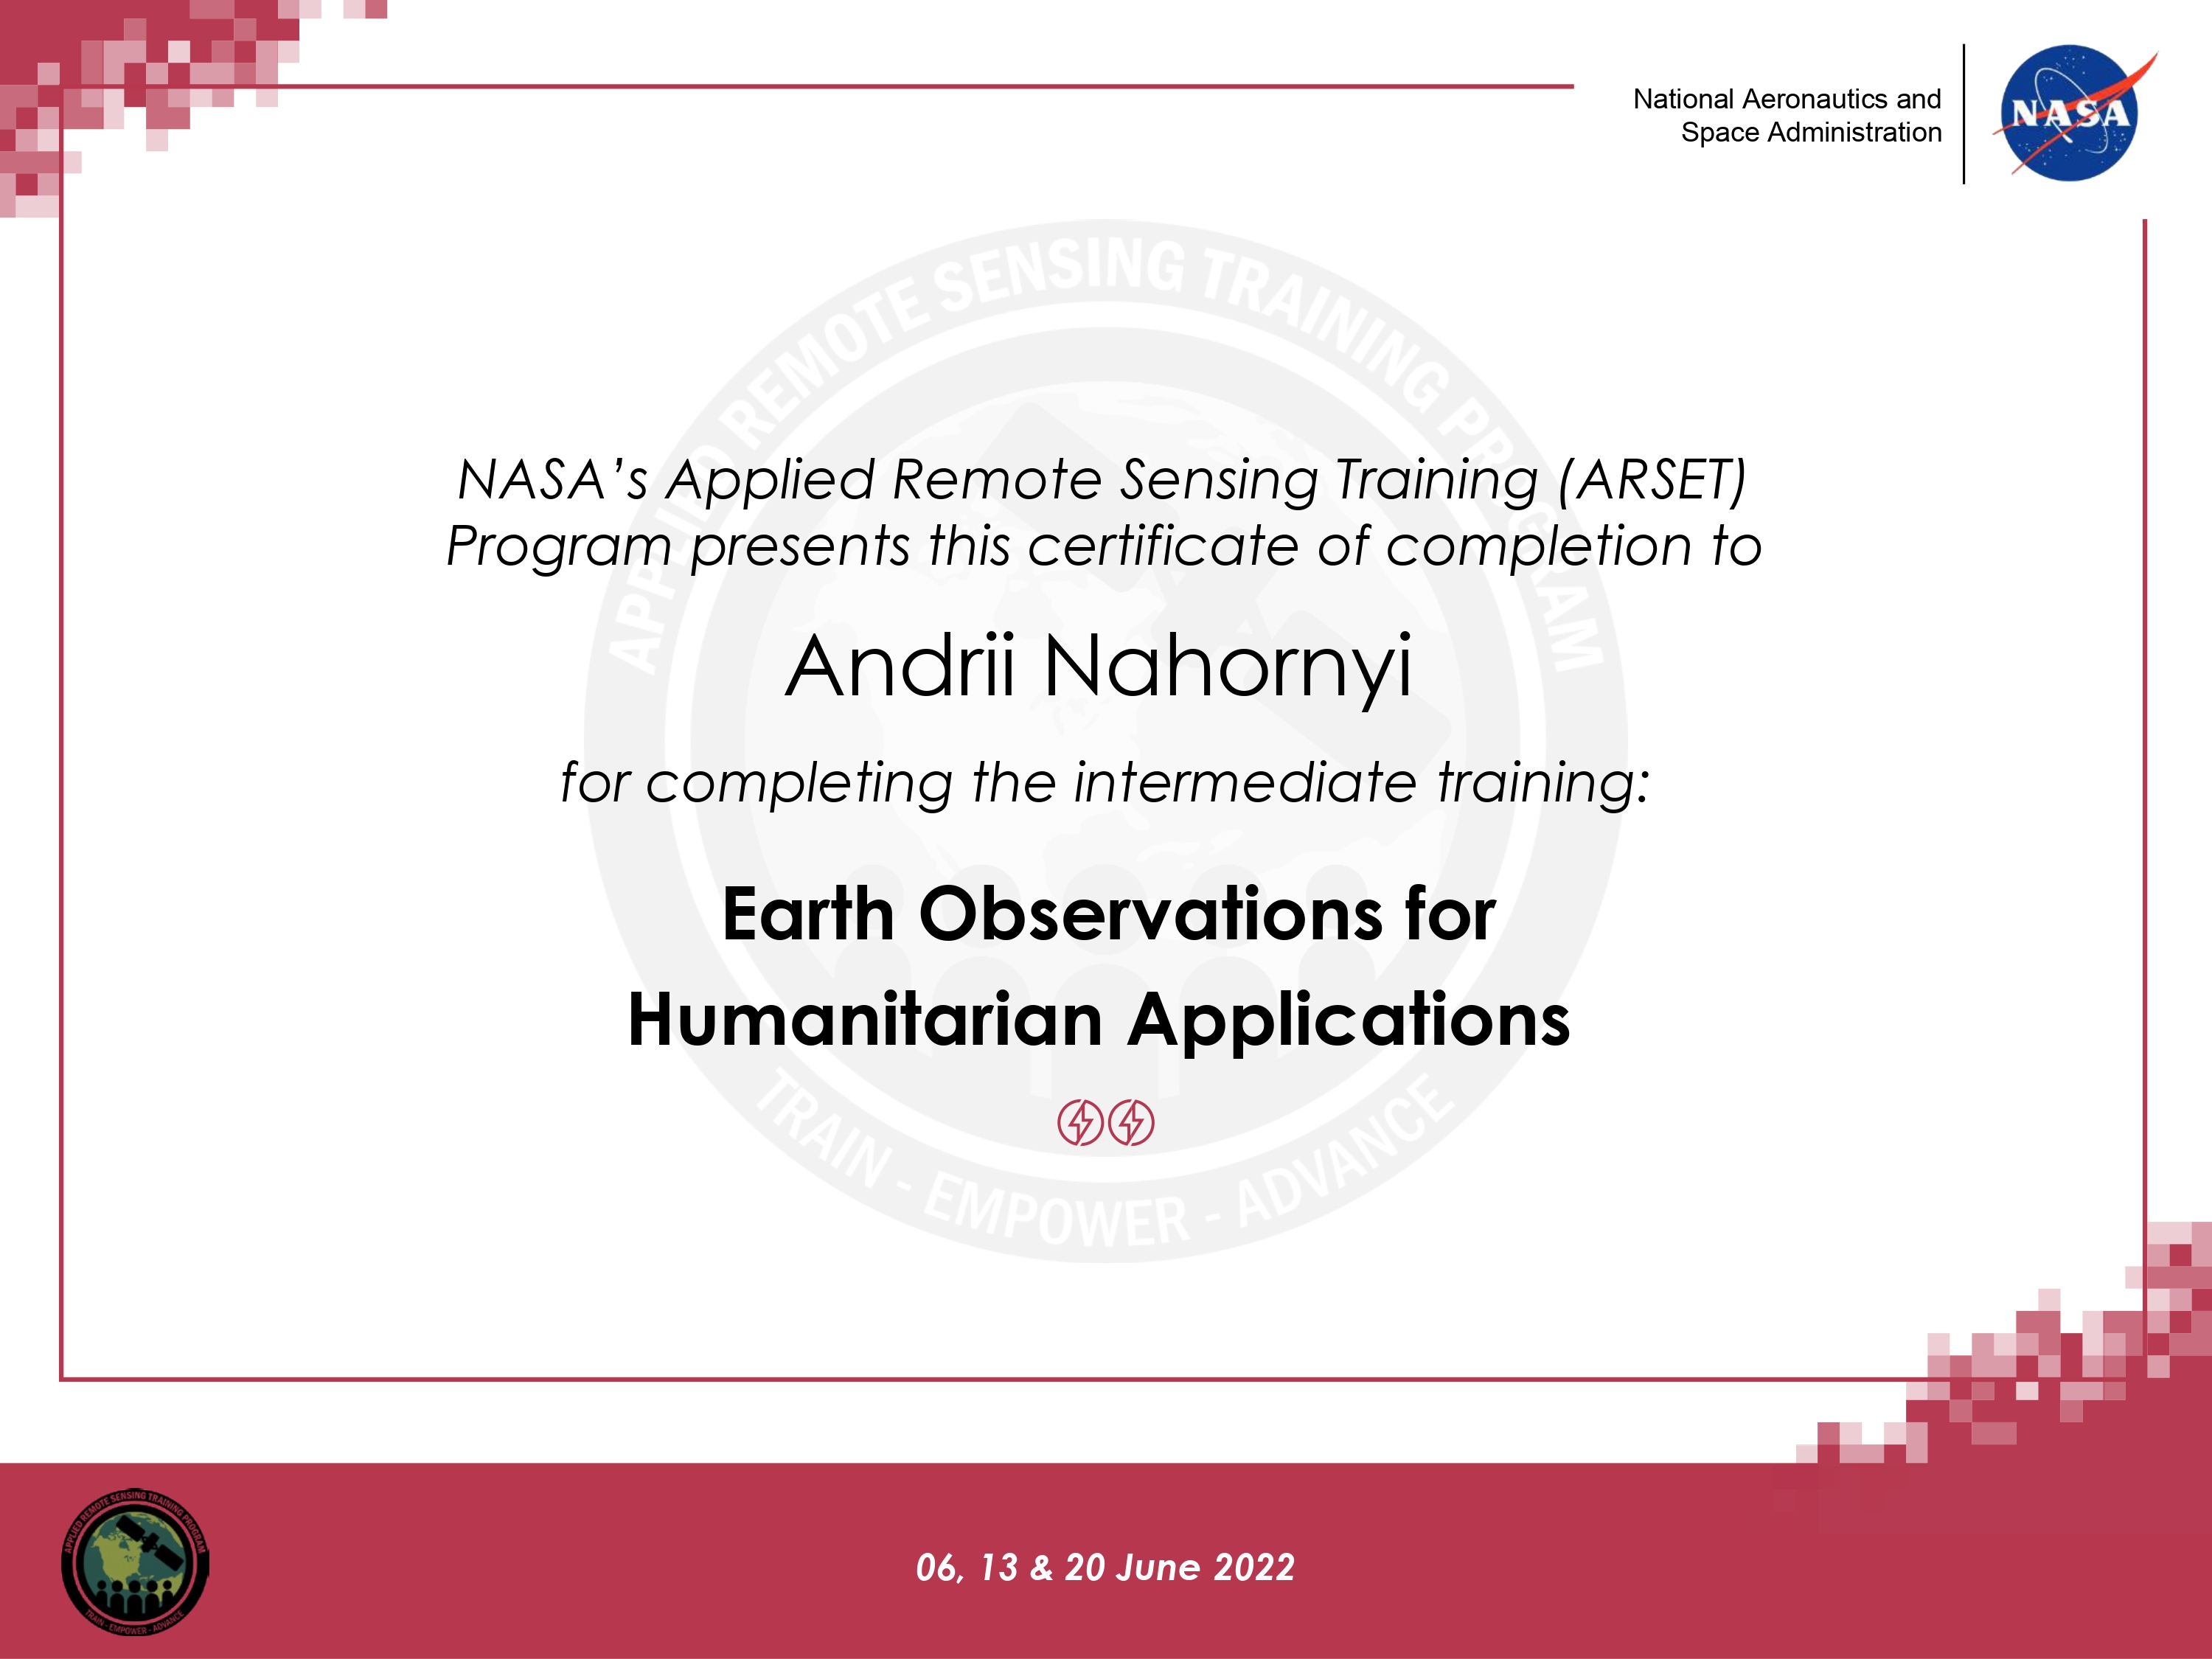 National Aeronautics and
Space Administration
NASA
APPLIED REMOTE SENSING TRAINING PROGRAM
NASA’s Applied Remote Sensing Training (ARSET)
Program presents this certificate of completion to
Andrii Nahornyi
for completing the intermediate training:
Earth Observations for
Humanitarian Applications
TRAIN - EMPOWER - ADVANCE
APPLIED REMOTE SENSING TRAINING PROGRAM
TRAIN - EMPOWER - ADVANCE
06, 13 & 20 June 2022